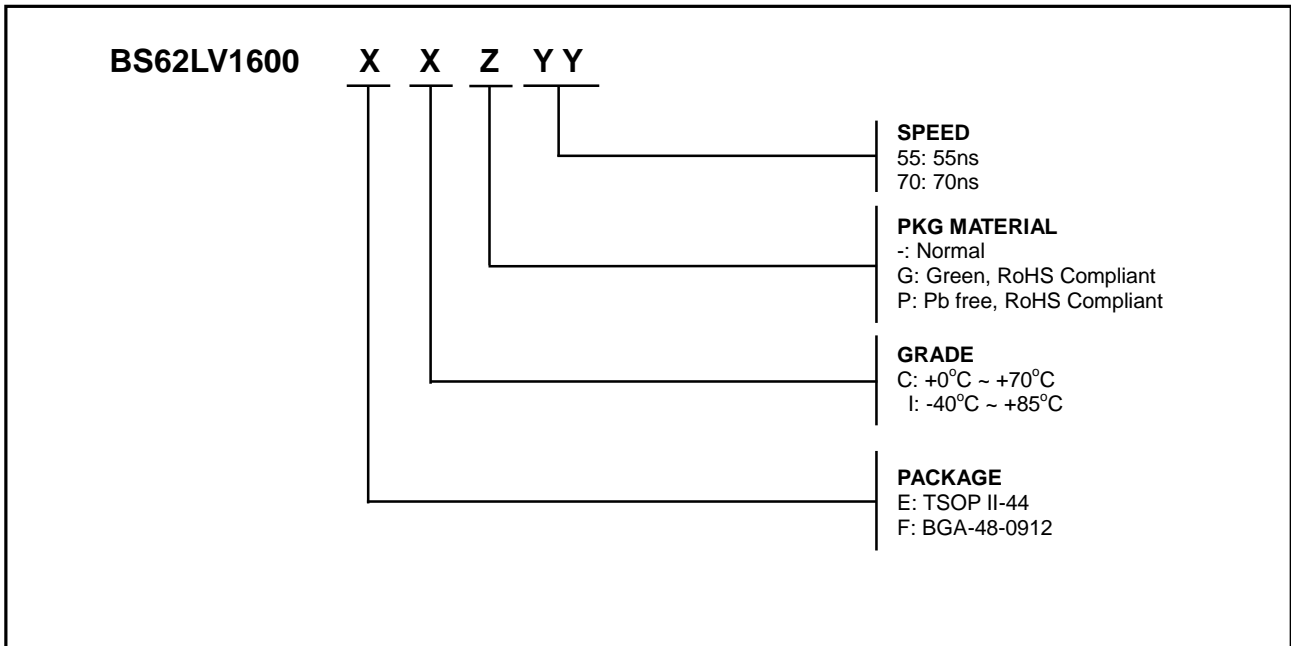 BS62LV1600 X X Z Y Y
SPEED
55: 55ns
70: 70ns
PKG MATERIAL
-: Normal
G: Green, RoHS Compliant
P: Pb free, RoHS Compliant
GRADE
C: +0°C ~ +70°C
I: -40°C ~ +85°C
PACKAGE
E: TSOP II-44
F: BGA-48-0912